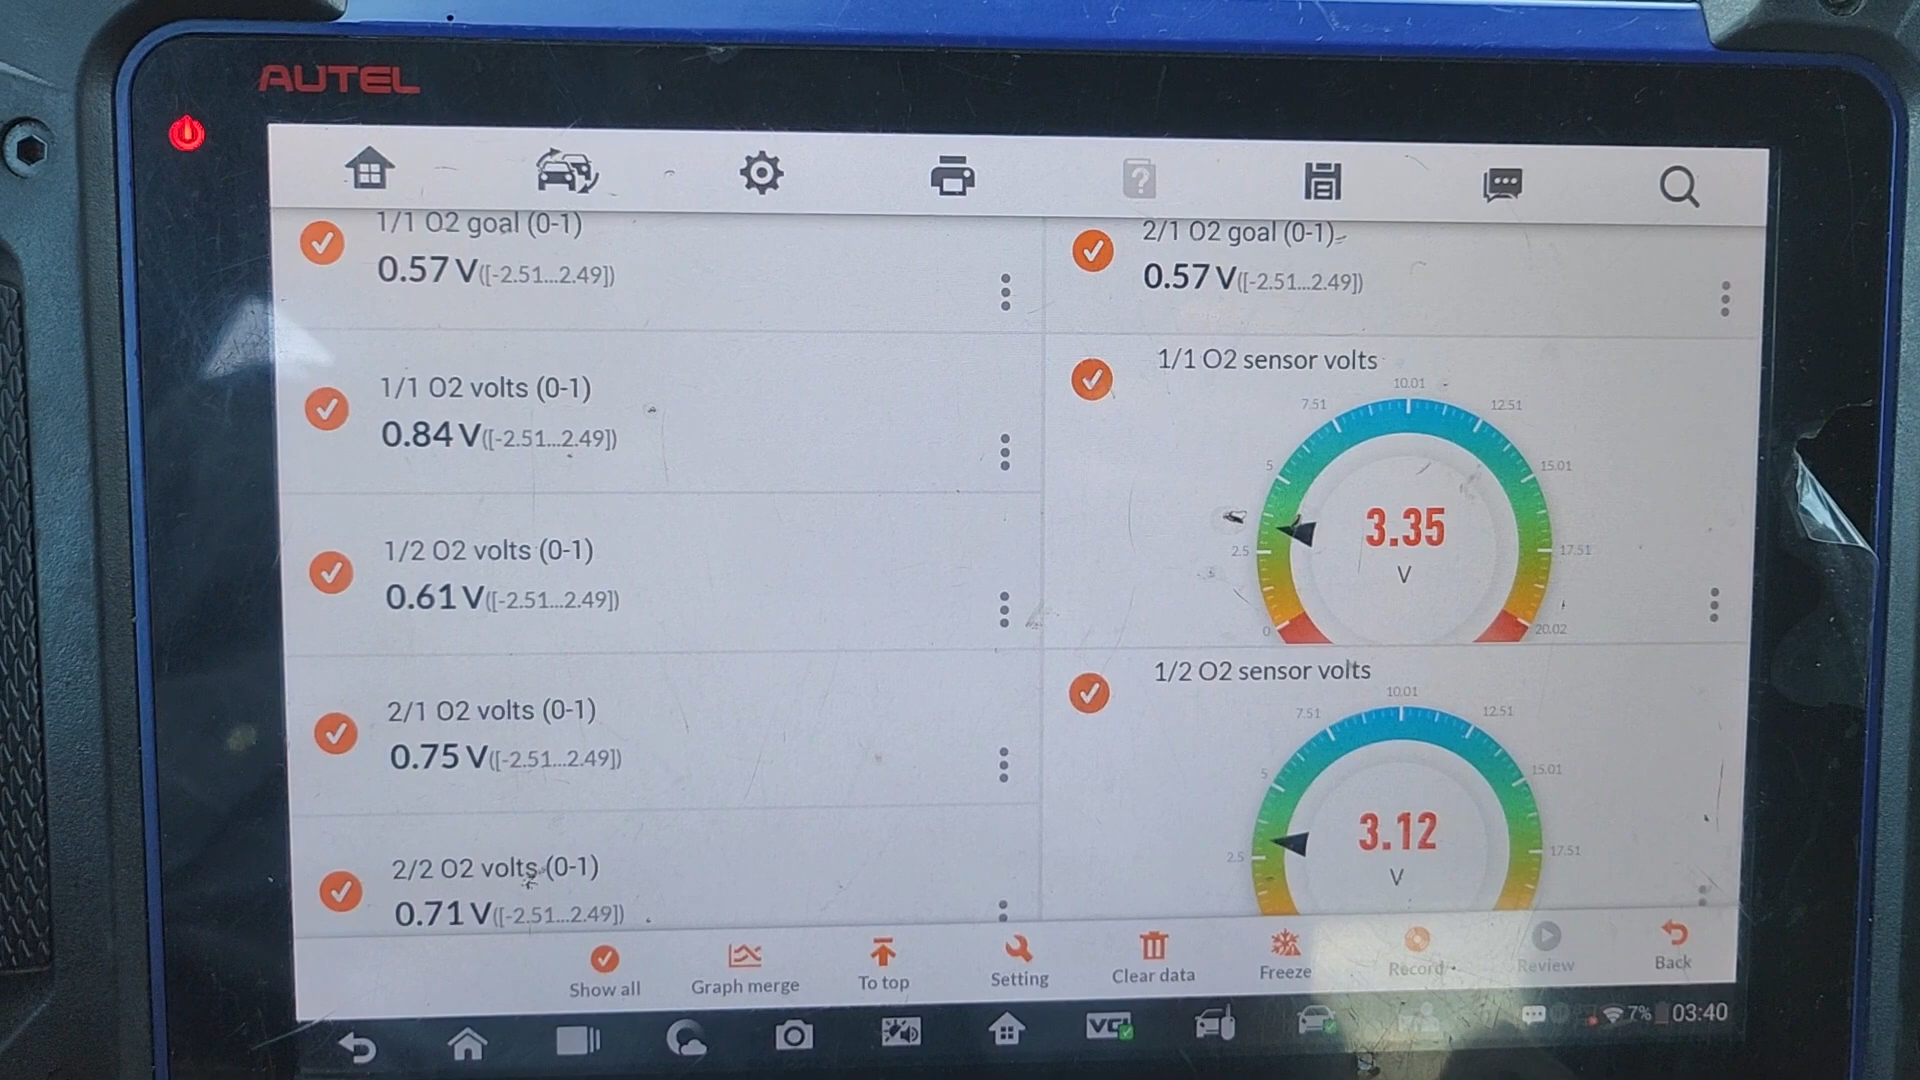 AUTEL
1/1 O2 goal (0-1)
0.57 V([-2.51...2.49])
2/1 O2 goal (0-1)
0.57 V([-2.51...2.49])
1/1 O2 volts (0-1)
0.84 V([-2.51...2.49])
1/2 O2 volts (0-1)
0.61 V([-2.51...2.49])
2/1 O2 volts (0-1)
0.75 V([-2.51...2.49])
2/2 O2 volts (0-1)
0.71 V([-2.51...2.49])
1/1 O2 sensor volts
10.01
7.51 12.51
5 15.01
3.35
2.5 17.51
V
0 20.02
1/2 O2 sensor volts
10.01
7.51 12.51
5 15.01
3.12
2.5 17.51
V
Show all Graph merge To top Setting Clear data Freeze Record Review Back
VCI 7% 03:40